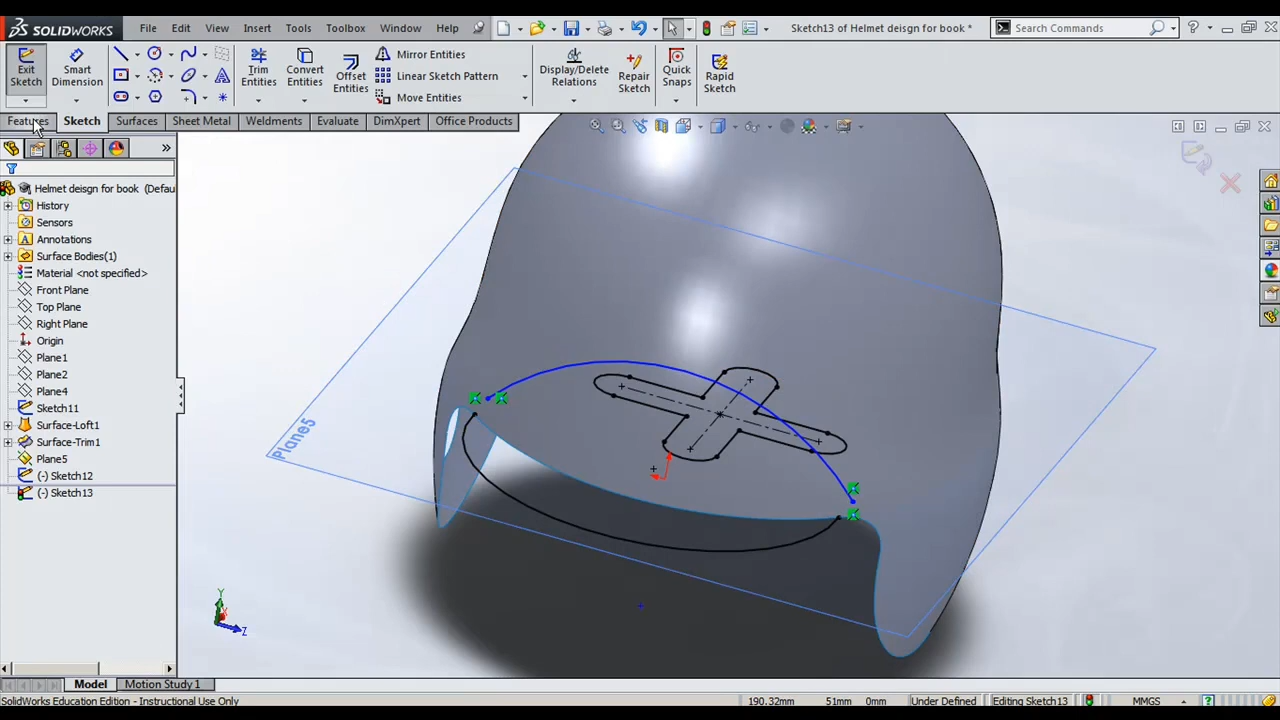 SOLIDWORKS File Edit View Insert Tools Toolbox Window Help Sketch13 of Helmet deisgn for book * Search Commands
Exit Sketch
Smart Dimension
Trim Entities
Convert Entities
Offset Entities
Mirror Entities
Linear Sketch Pattern
Move Entities
Display/Delete Relations
Repair Sketch
Quick Snaps
Rapid Sketch
Features Sketch Surfaces Sheet Metal Weldments Evaluate DimXpert Office Products
Helmet deisgn for book (Defau
History
Sensors
Annotations
Surface Bodies(1)
Material <not specified>
Front Plane
Top Plane
Right Plane
Origin
Plane1
Plane2
Plane4
Sketch11
Surface-Loft1
Surface-Trim1
Plane5
(-) Sketch12
(-) Sketch13
Plane5
Y
X
Z
Model Motion Study 1
SolidWorks Education Edition - Instructional Use Only 190.32mm 51mm 0mm Under Defined Editing Sketch13 MMGS